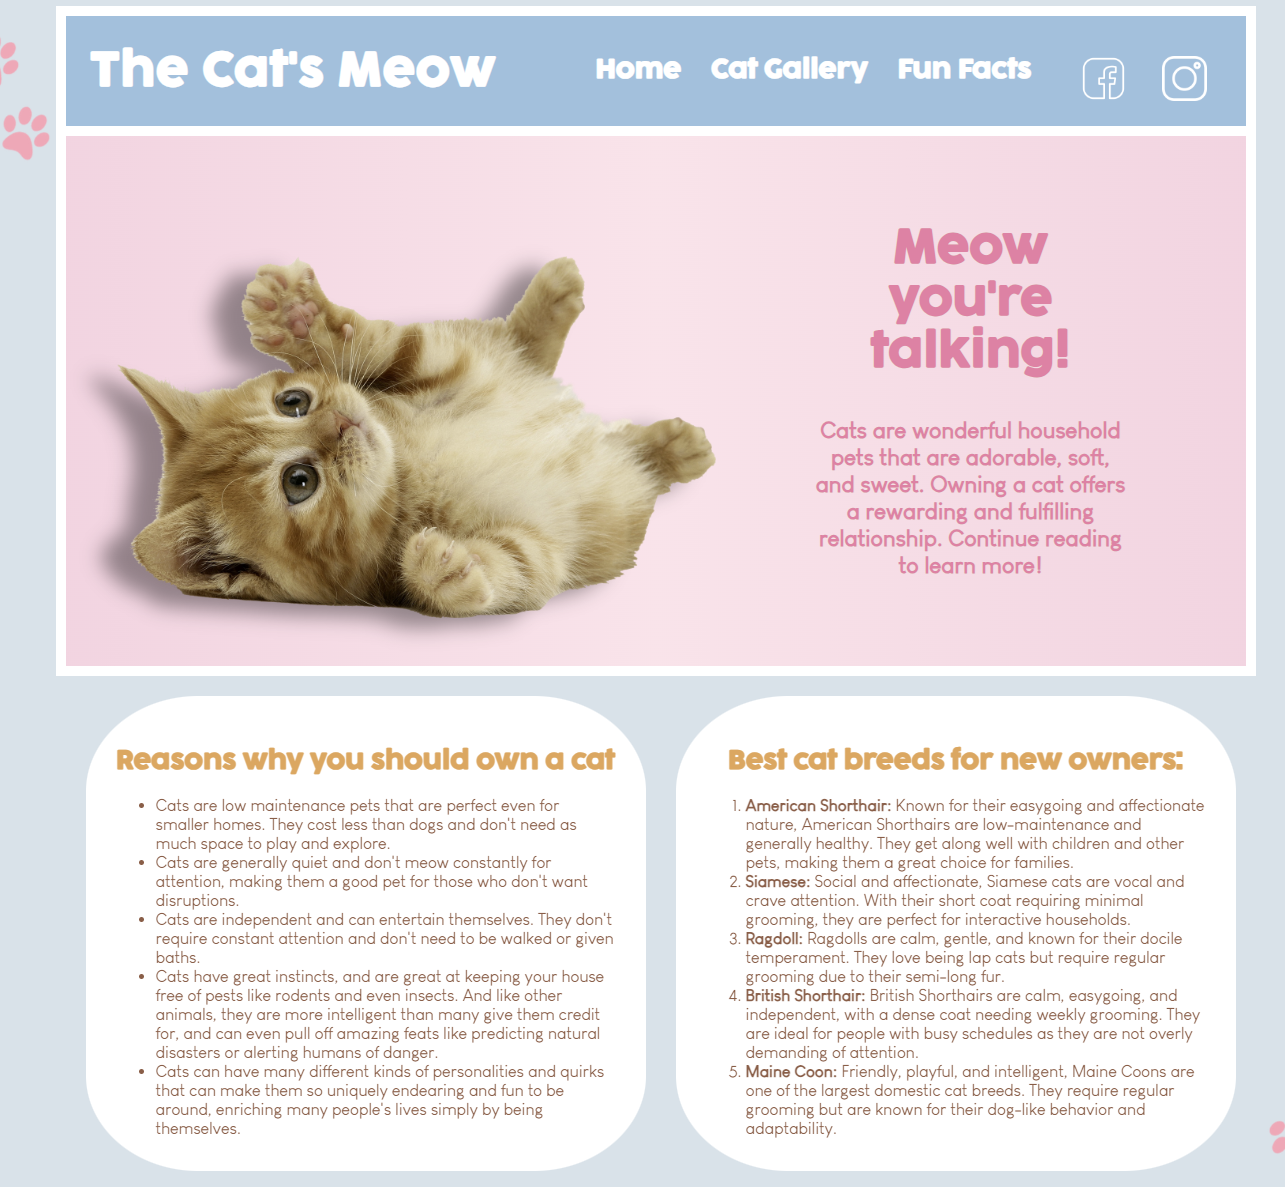 The Cat's Meow
Home
Cat Gallery
Fun Facts
Meow
you're
talking!
Cats are wonderful household
pets that are adorable, soft,
and sweet. Owning a cat offers
a rewarding and fulfilling
relationship. Continue reading
to learn more!
Reasons why you should own a cat
• Cats are low maintenance pets that are perfect even for
smaller homes. They cost less than dogs and don't need as
much space to play and explore.
• Cats are generally quiet and don't meow constantly for
attention, making them a good pet for those who don't want
disruptions.
• Cats are independent and can entertain themselves. They don't
require constant attention and don't need to be walked or given
baths.
• Cats have great instincts, and are great at keeping your house
free of pests like rodents and even insects. And like other
animals, they are more intelligent than many give them credit
for, and can even pull off amazing feats like predicting natural
disasters or alerting humans of danger.
• Cats can have many different kinds of personalities and quirks
that can make them so uniquely endearing and fun to be
around, enriching many people's lives simply by being
themselves.
Best cat breeds for new owners:
1. American Shorthair: Known for their easygoing and affectionate
nature, American Shorthairs are low-maintenance and
generally healthy. They get along well with children and other
pets, making them a great choice for families.
2. Siamese: Social and affectionate, Siamese cats are vocal and
crave attention. With their short coat requiring minimal
grooming, they are perfect for interactive households.
3. Ragdoll: Ragdolls are calm, gentle, and known for their docile
temperament. They love being lap cats but require regular
grooming due to their semi-long fur.
4. British Shorthair: British Shorthairs are calm, easygoing, and
independent, with a dense coat needing weekly grooming. They
are ideal for people with busy schedules as they are not overly
demanding of attention.
5. Maine Coon: Friendly, playful, and intelligent, Maine Coons are
one of the largest domestic cat breeds. They require regular
grooming but are known for their dog-like behavior and
adaptability.